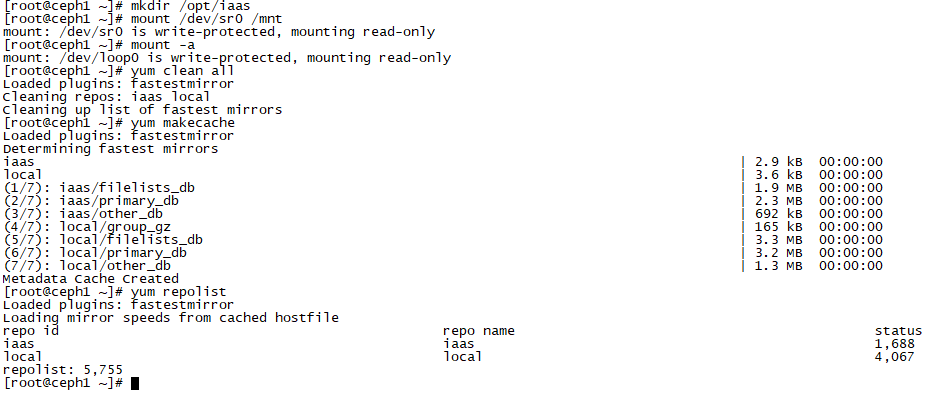 [root@ceph1 ~]# mkdir /opt/iaas
[root@ceph1 ~]# mount /dev/sr0 /mnt
mount: /dev/sr0 is write-protected, mounting read-only
[root@ceph1 ~]# mount -a
mount: /dev/loop0 is write-protected, mounting read-only
[root@ceph1 ~]# yum clean all
Loaded plugins: fastestmirror
Cleaning repos: iaas local
Cleaning up list of fastest mirrors
[root@ceph1 ~]# yum makecache
Loaded plugins: fastestmirror
Determining fastest mirrors
iaas | 2.9 kB 00:00:00
local | 3.6 kB 00:00:00
(1/7): iaas/filelists_db | 1.9 MB 00:00:00
(2/7): iaas/primary_db | 2.3 MB 00:00:00
(3/7): iaas/other_db | 692 kB 00:00:00
(4/7): local/group_gz | 165 kB 00:00:00
(5/7): local/filelists_db | 3.3 MB 00:00:00
(6/7): local/primary_db | 3.2 MB 00:00:00
(7/7): local/other_db | 1.3 MB 00:00:00
Metadata Cache Created
[root@ceph1 ~]# yum repolist
Loaded plugins: fastestmirror
Loading mirror speeds from cached hostfile
repo id repo name status
iaas iaas 1,688
local local 4,067
repolist: 5,755
[root@ceph1 ~]#